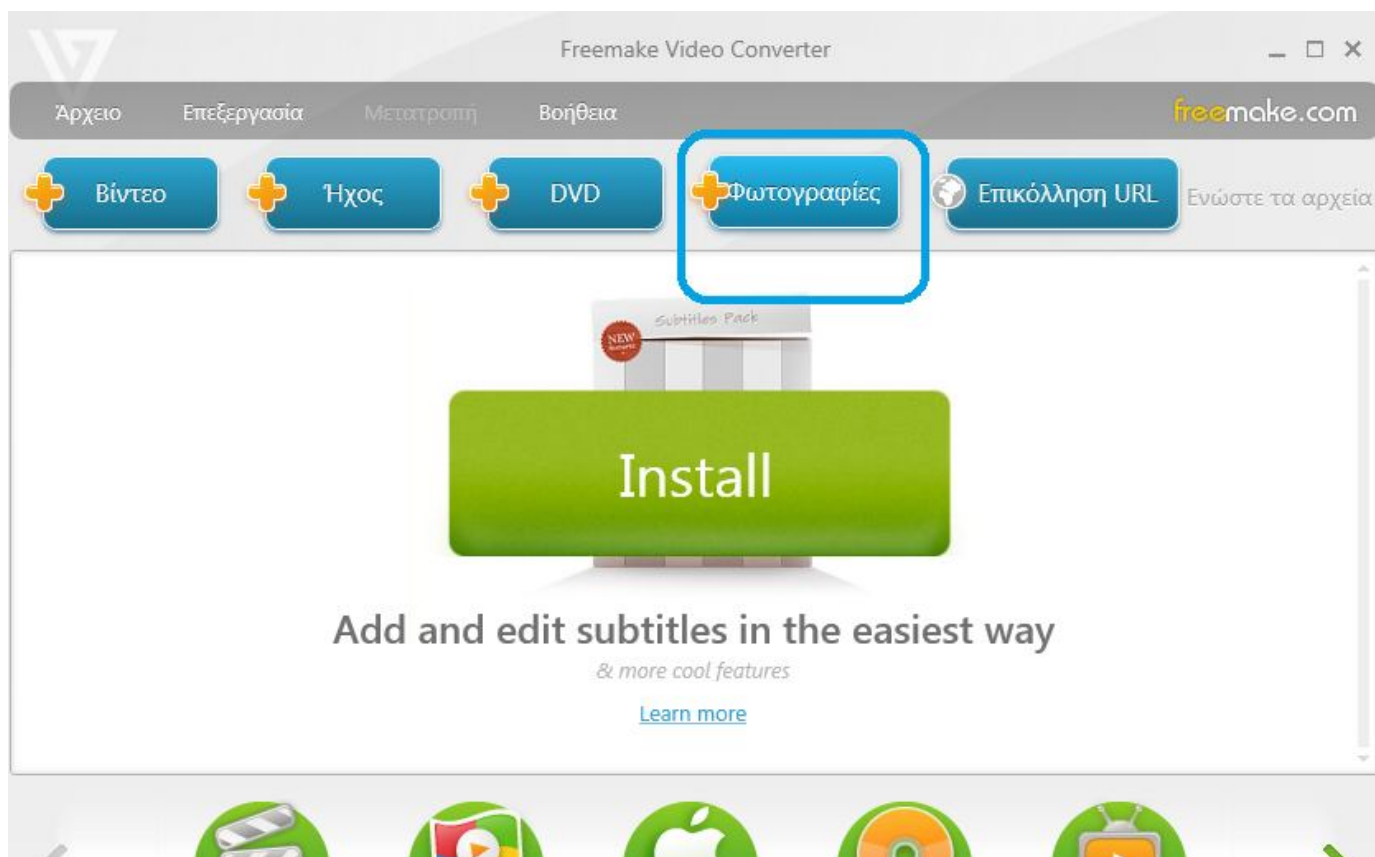 Freemake Video Converter
Άρχειο Επεξεργασία Μετατροπή Βοήθεια freemake.com
Βίντεο Ήχος DVD Φωτογραφίες Επικόλληση URL Ενώστε τα αρχεία
Subtitles Pack
NEW
Install
Add and edit subtitles in the easiest way
& more cool features
Learn more